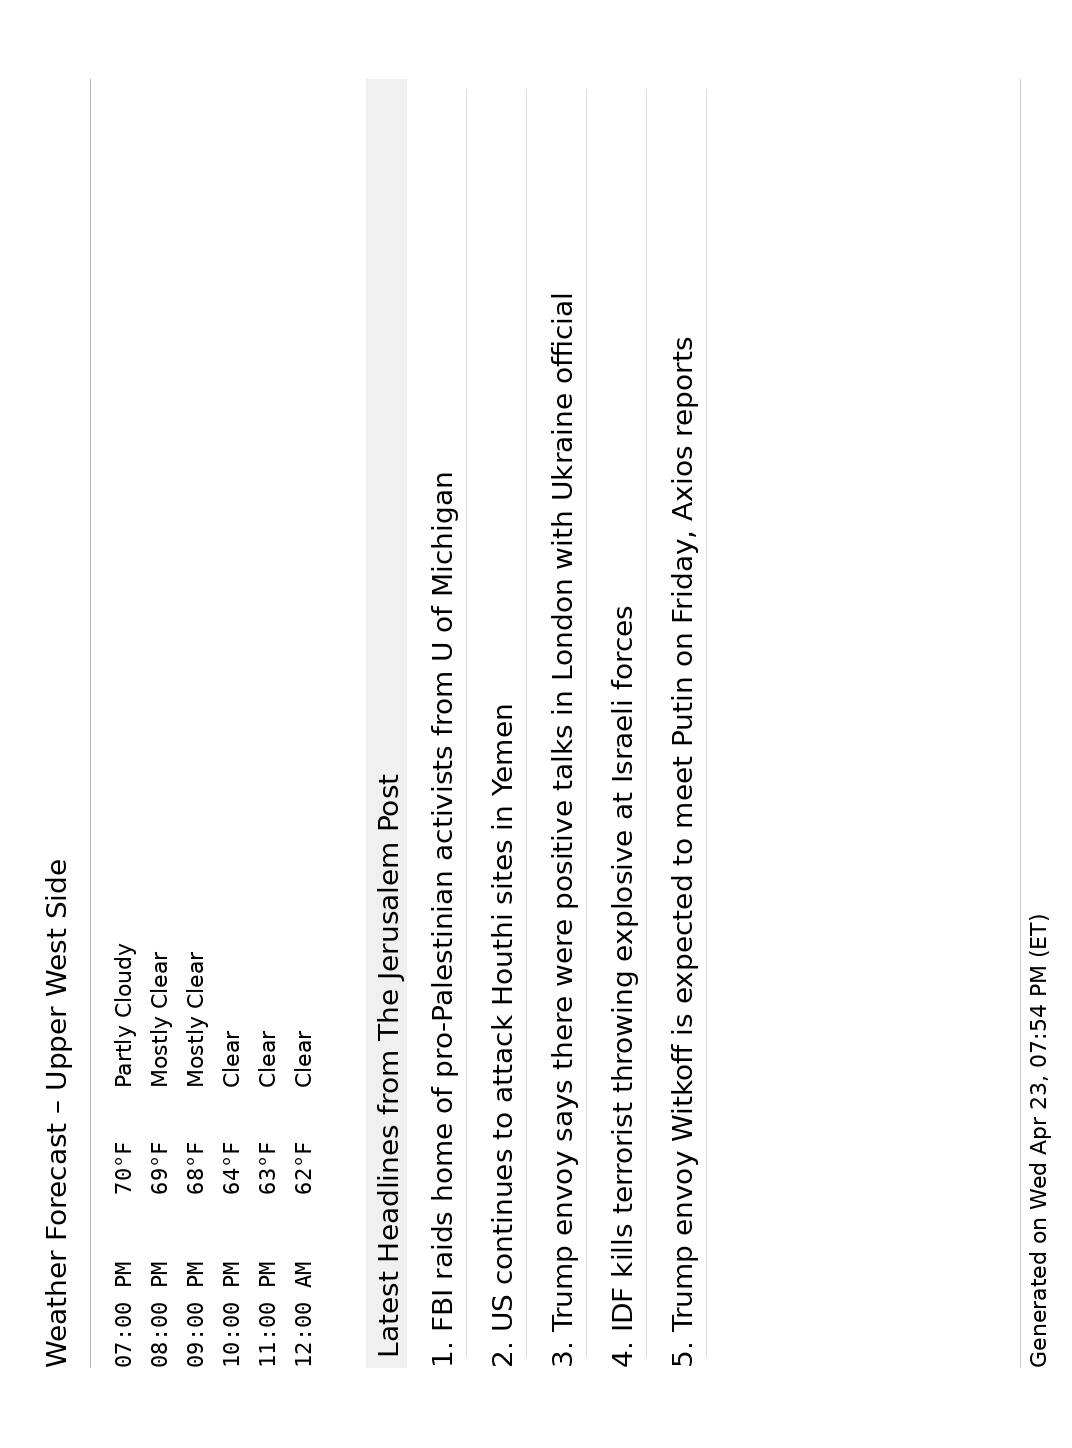 Weather Forecast – Upper West Side
07:00 PM 70°F Partly Cloudy
08:00 PM 69°F Mostly Clear
09:00 PM 68°F Mostly Clear
10:00 PM 64°F Clear
11:00 PM 63°F Clear
12:00 AM 62°F Clear
Latest Headlines from The Jerusalem Post
1. FBI raids home of pro-Palestinian activists from U of Michigan
2. US continues to attack Houthi sites in Yemen
3. Trump envoy says there were positive talks in London with Ukraine official
4. IDF kills terrorist throwing explosive at Israeli forces
5. Trump envoy Witkoff is expected to meet Putin on Friday, Axios reports
Generated on Wed Apr 23, 07:54 PM (ET)